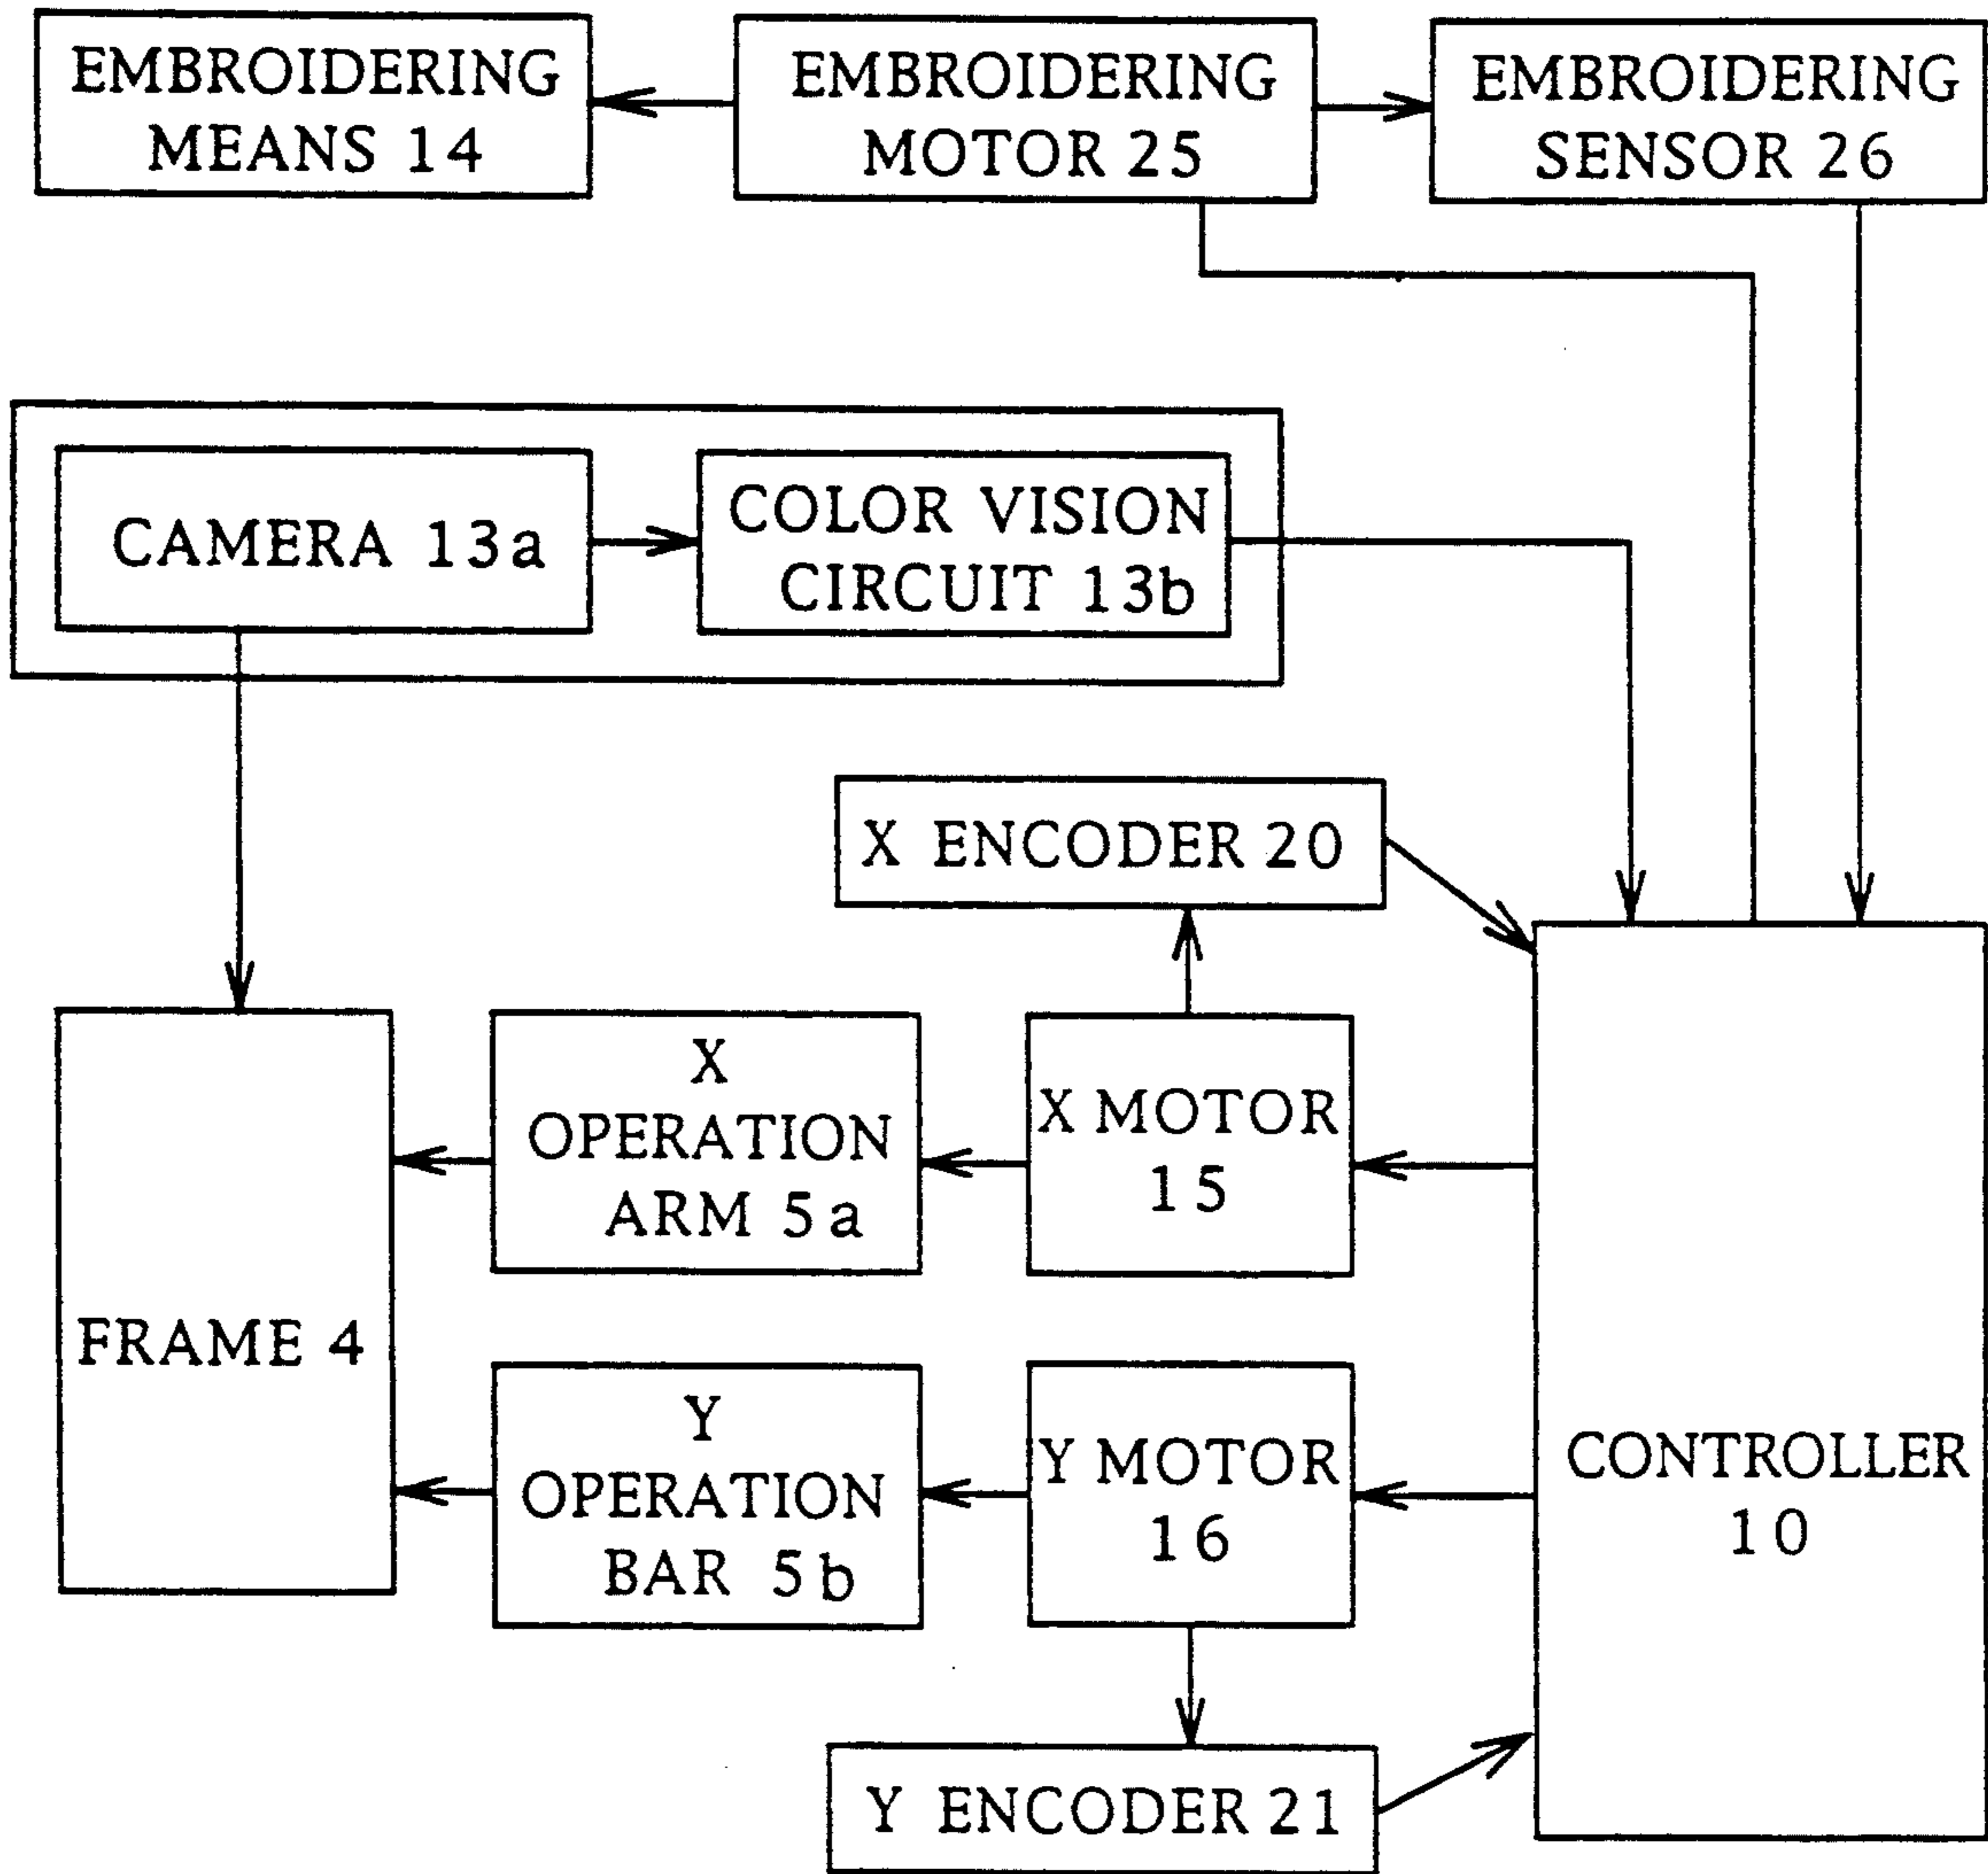 EMBROIDERING
MEANS 14
EMBROIDERING
MOTOR 25
EMBROIDERING
SENSOR 26
CAMERA 13a
COLOR VISION
CIRCUIT 13b
X ENCODER 20
X
OPERATION
ARM 5a
X MOTOR
15
FRAME 4
Y
OPERATION
BAR 5b
Y MOTOR
16
CONTROLLER
10
Y ENCODER 21